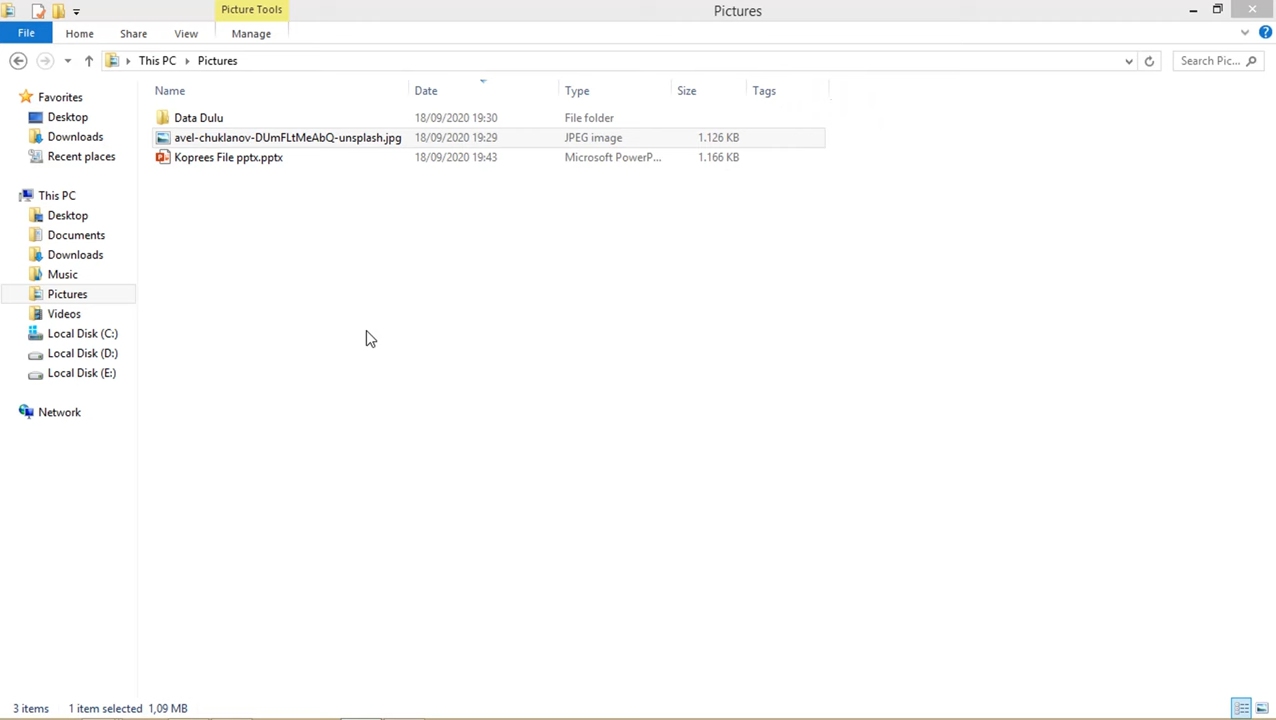 Picture Tools
Pictures
File Home Share View Manage
This PC Pictures
Search Pic...
Name Date Type Size Tags
Favorites
Desktop
Downloads
Recent places
This PC
Desktop
Documents
Downloads
Music
Pictures
Videos
Local Disk (C:)
Local Disk (D:)
Local Disk (E:)
Network
Data Dulu 18/09/2020 19:30 File folder
avel-chuklanov-DUmFLtMeAbQ-unsplash.jpg 18/09/2020 19:29 JPEG image 1.126 KB
Koprees File pptx.pptx 18/09/2020 19:43 Microsoft PowerP... 1.166 KB
3 items 1 item selected 1,09 MB